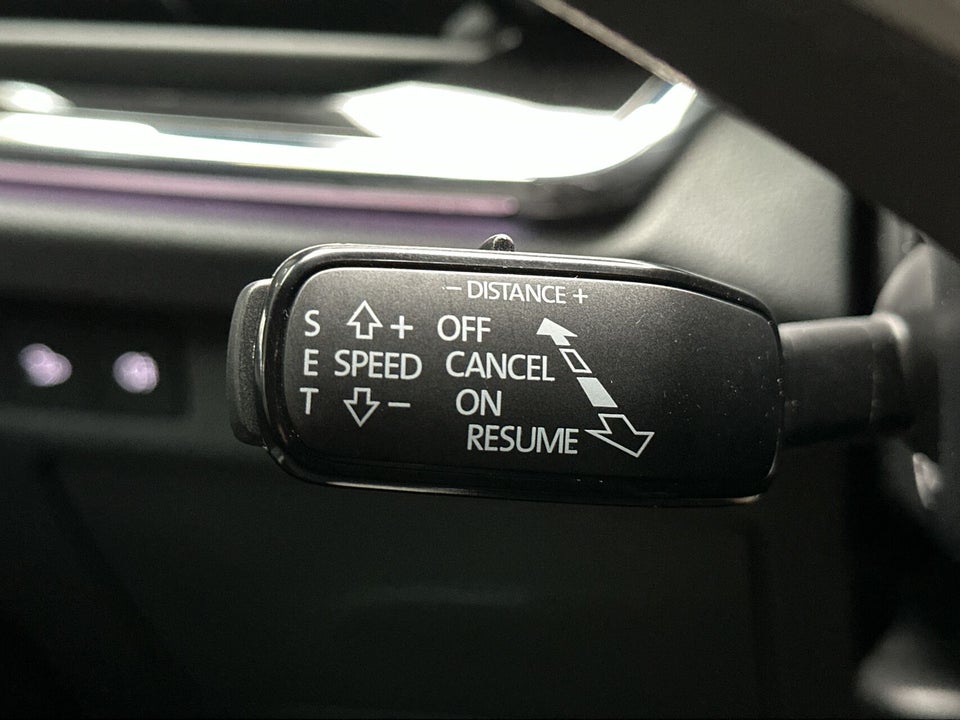 − DISTANCE +
S + OFF
E SPEED CANCEL
T − ON
RESUME